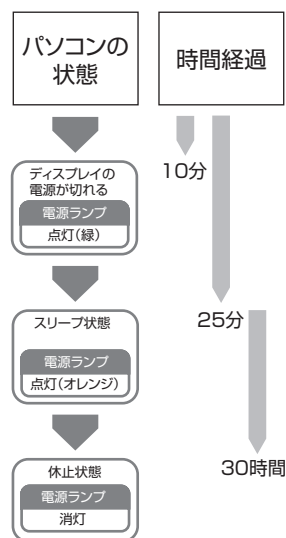 パソコンの
状態
時間経過
10分
ディスプレイの
電源が切れる
電源ランプ
点灯(緑)
25分
スリープ状態
電源ランプ
点灯(オレンジ)
30時間
休止状態
電源ランプ
消灯